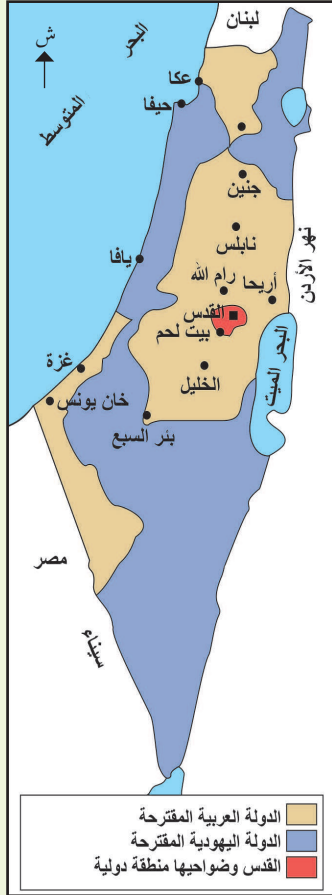 لبنان
ش
البحر
المتوسط
عكا
حيفا
جنين
نابلس
نهر الأردن
يافا
رام الله
أريحا
القدس
بيت لحم
البحر الميت
غزة
الخليل
خان يونس
بئر السبع
مصر
سيناء
الدولة العربية المقترحة
الدولة اليهودية المقترحة
القدس وضواحيها منطقة دولية